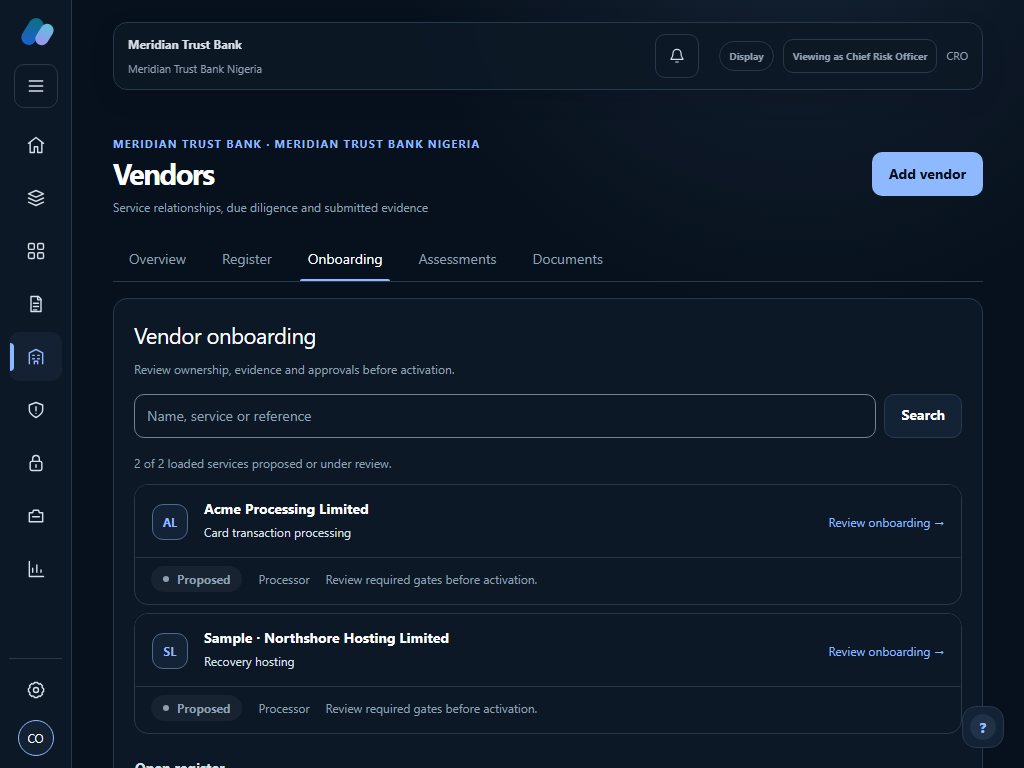 Meridian Trust Bank
Meridian Trust Bank Nigeria
Display
Viewing as Chief Risk Officer
CRO
MERIDIAN TRUST BANK · MERIDIAN TRUST BANK NIGERIA
Vendors
Add vendor
Service relationships, due diligence and submitted evidence
Overview
Register
Onboarding
Assessments
Documents
Vendor onboarding
Review ownership, evidence and approvals before activation.
Name, service or reference
Search
2 of 2 loaded services proposed or under review.
AL
Acme Processing Limited
Card transaction processing
Review onboarding →
Proposed
Processor
Review required gates before activation.
SL
Sample · Northshore Hosting Limited
Recovery hosting
Review onboarding →
Proposed
Processor
Review required gates before activation.
?
CO
Open register